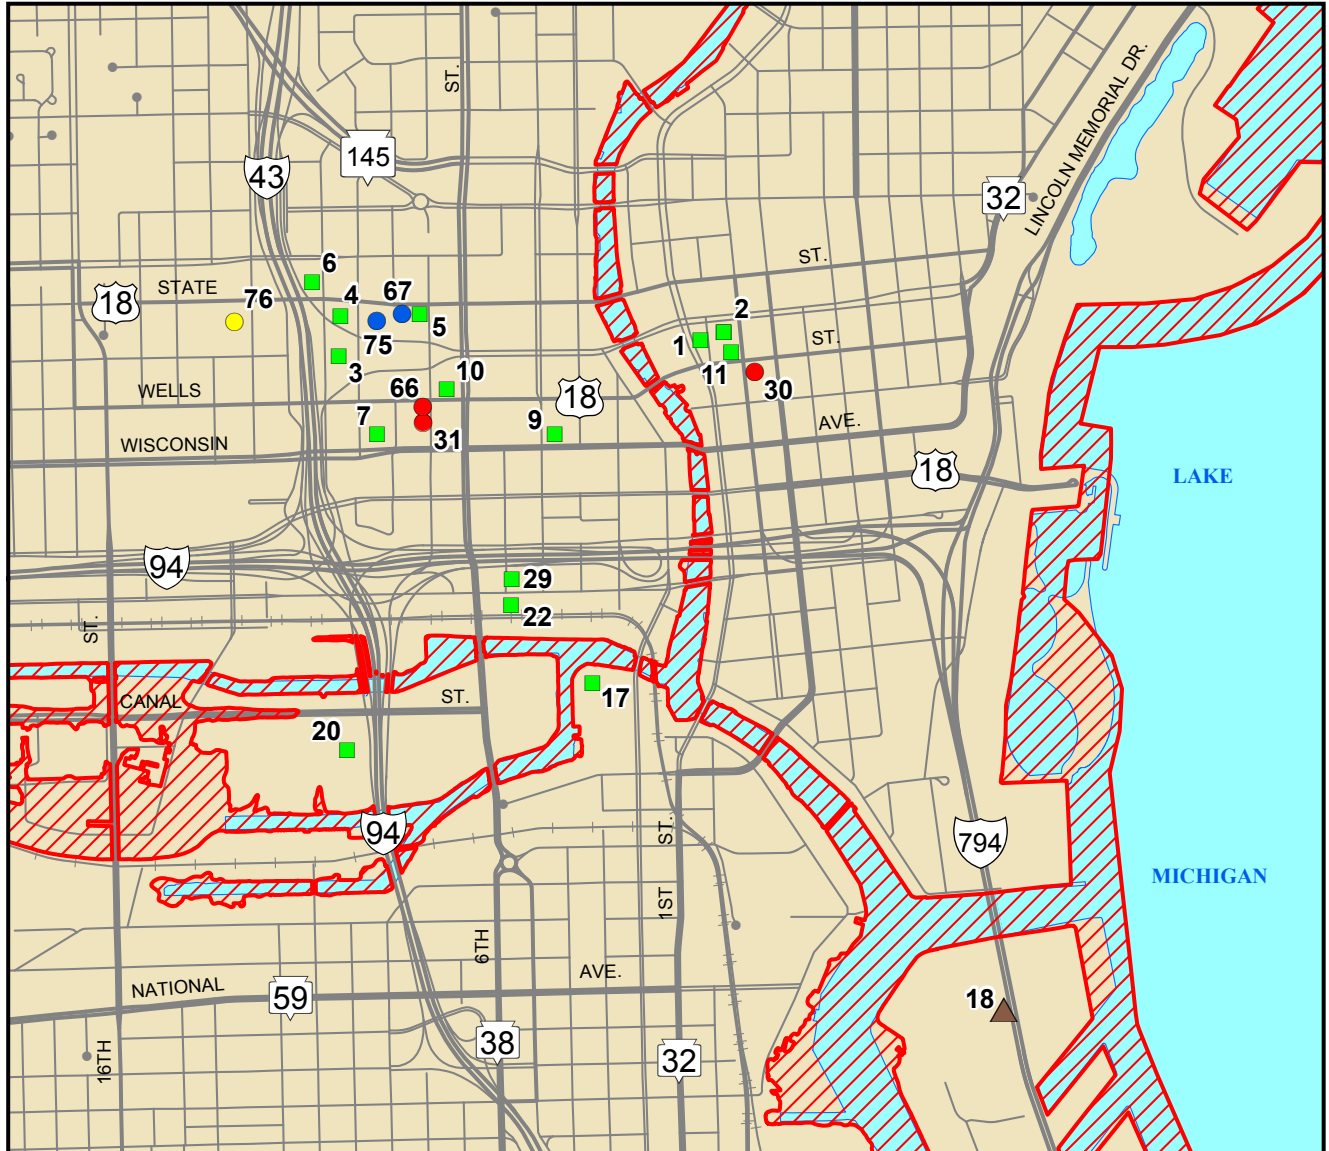 ST.
145
43
32
LINCOLN MEMORIAL DR.
6
ST.
STATE
18
76
4
67
5
75
2
1
ST.
11
3
10
30
WELLS
66
18
7
9
AVE.
WISCONSIN
31
18
LAKE
94
29
22
ST.
CANAL
ST.
17
20
94
ST.
794
MICHIGAN
1ST
6TH
AVE.
NATIONAL
59
18
38
32
16TH